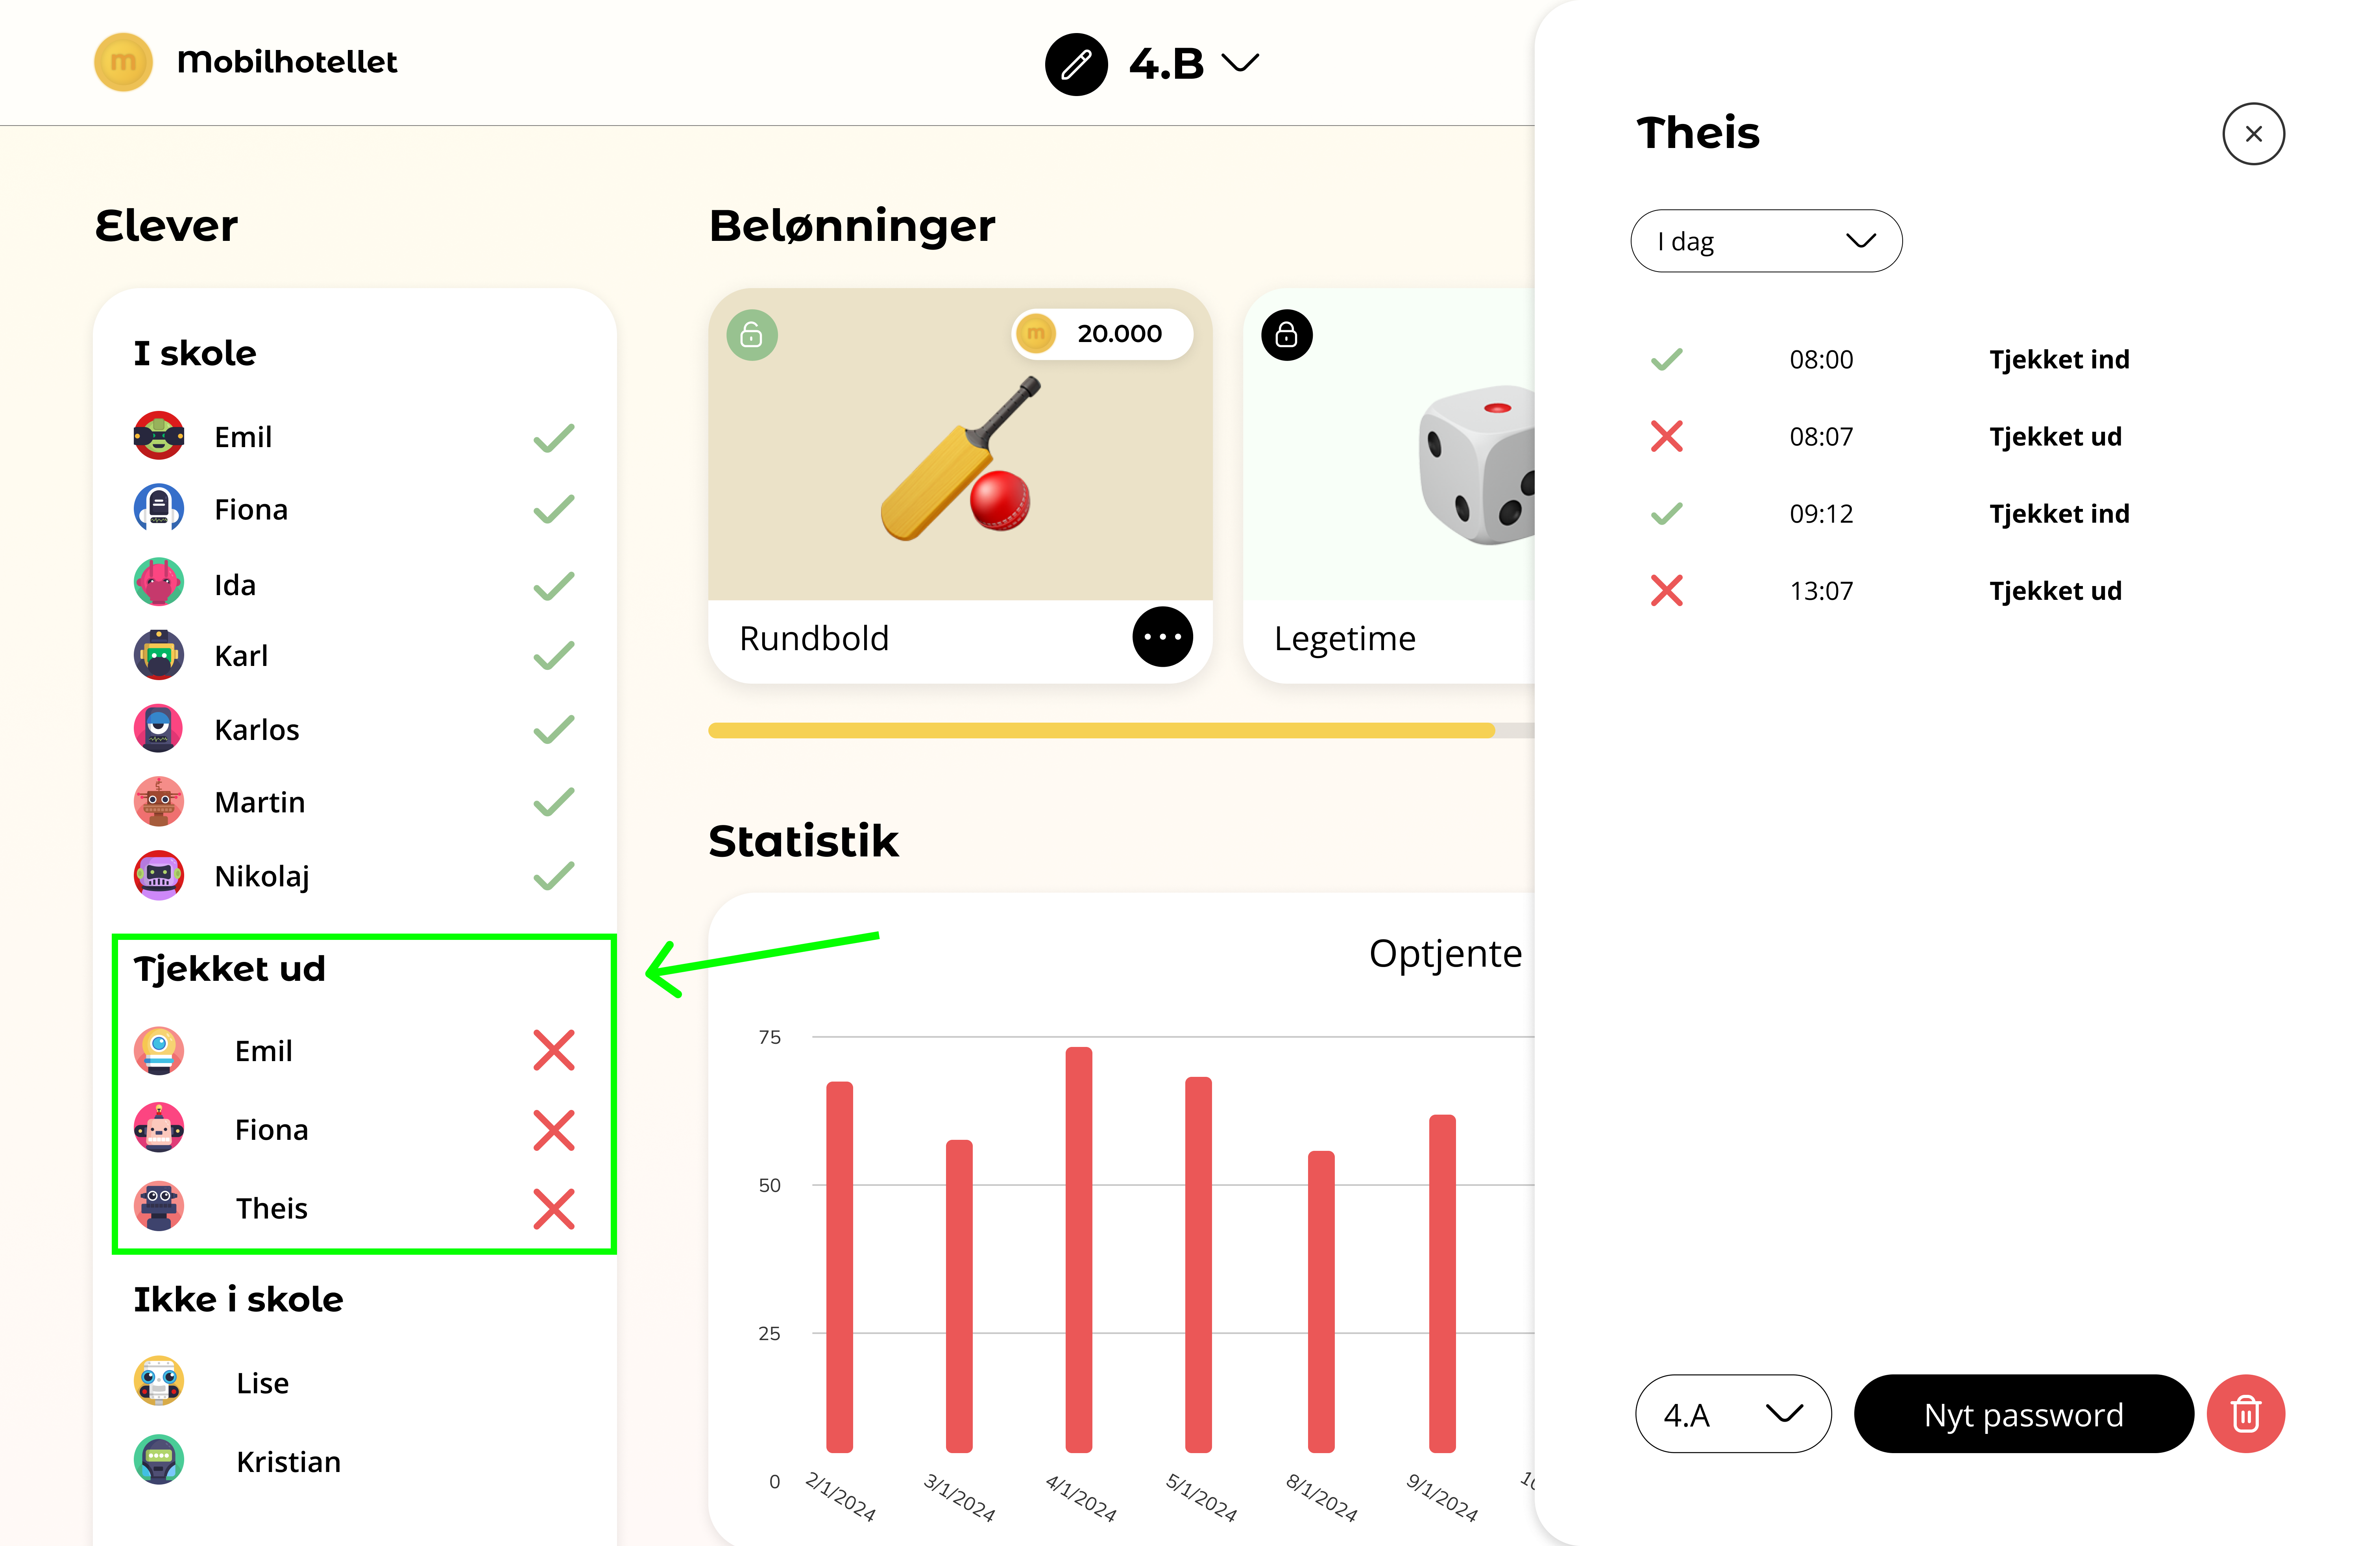 mobilhotellet
4.B
Elever
I skole
Emil
Fiona
Ida
Karl
Karlos
Martin
Nikolaj
Tjekket ud
Emil
Fiona
Theis
Ikke i skole
Lise
Kristian
Belønninger
20.000
Rundbold
Legetime
Statistik
Optjente
75
50
25
0
2/1/2024
3/1/2024
4/1/2024
5/1/2024
8/1/2024
9/1/2024
Theis
I dag
08:00 Tjekket ind
08:07 Tjekket ud
09:12 Tjekket ind
13:07 Tjekket ud
4.A
Nyt password